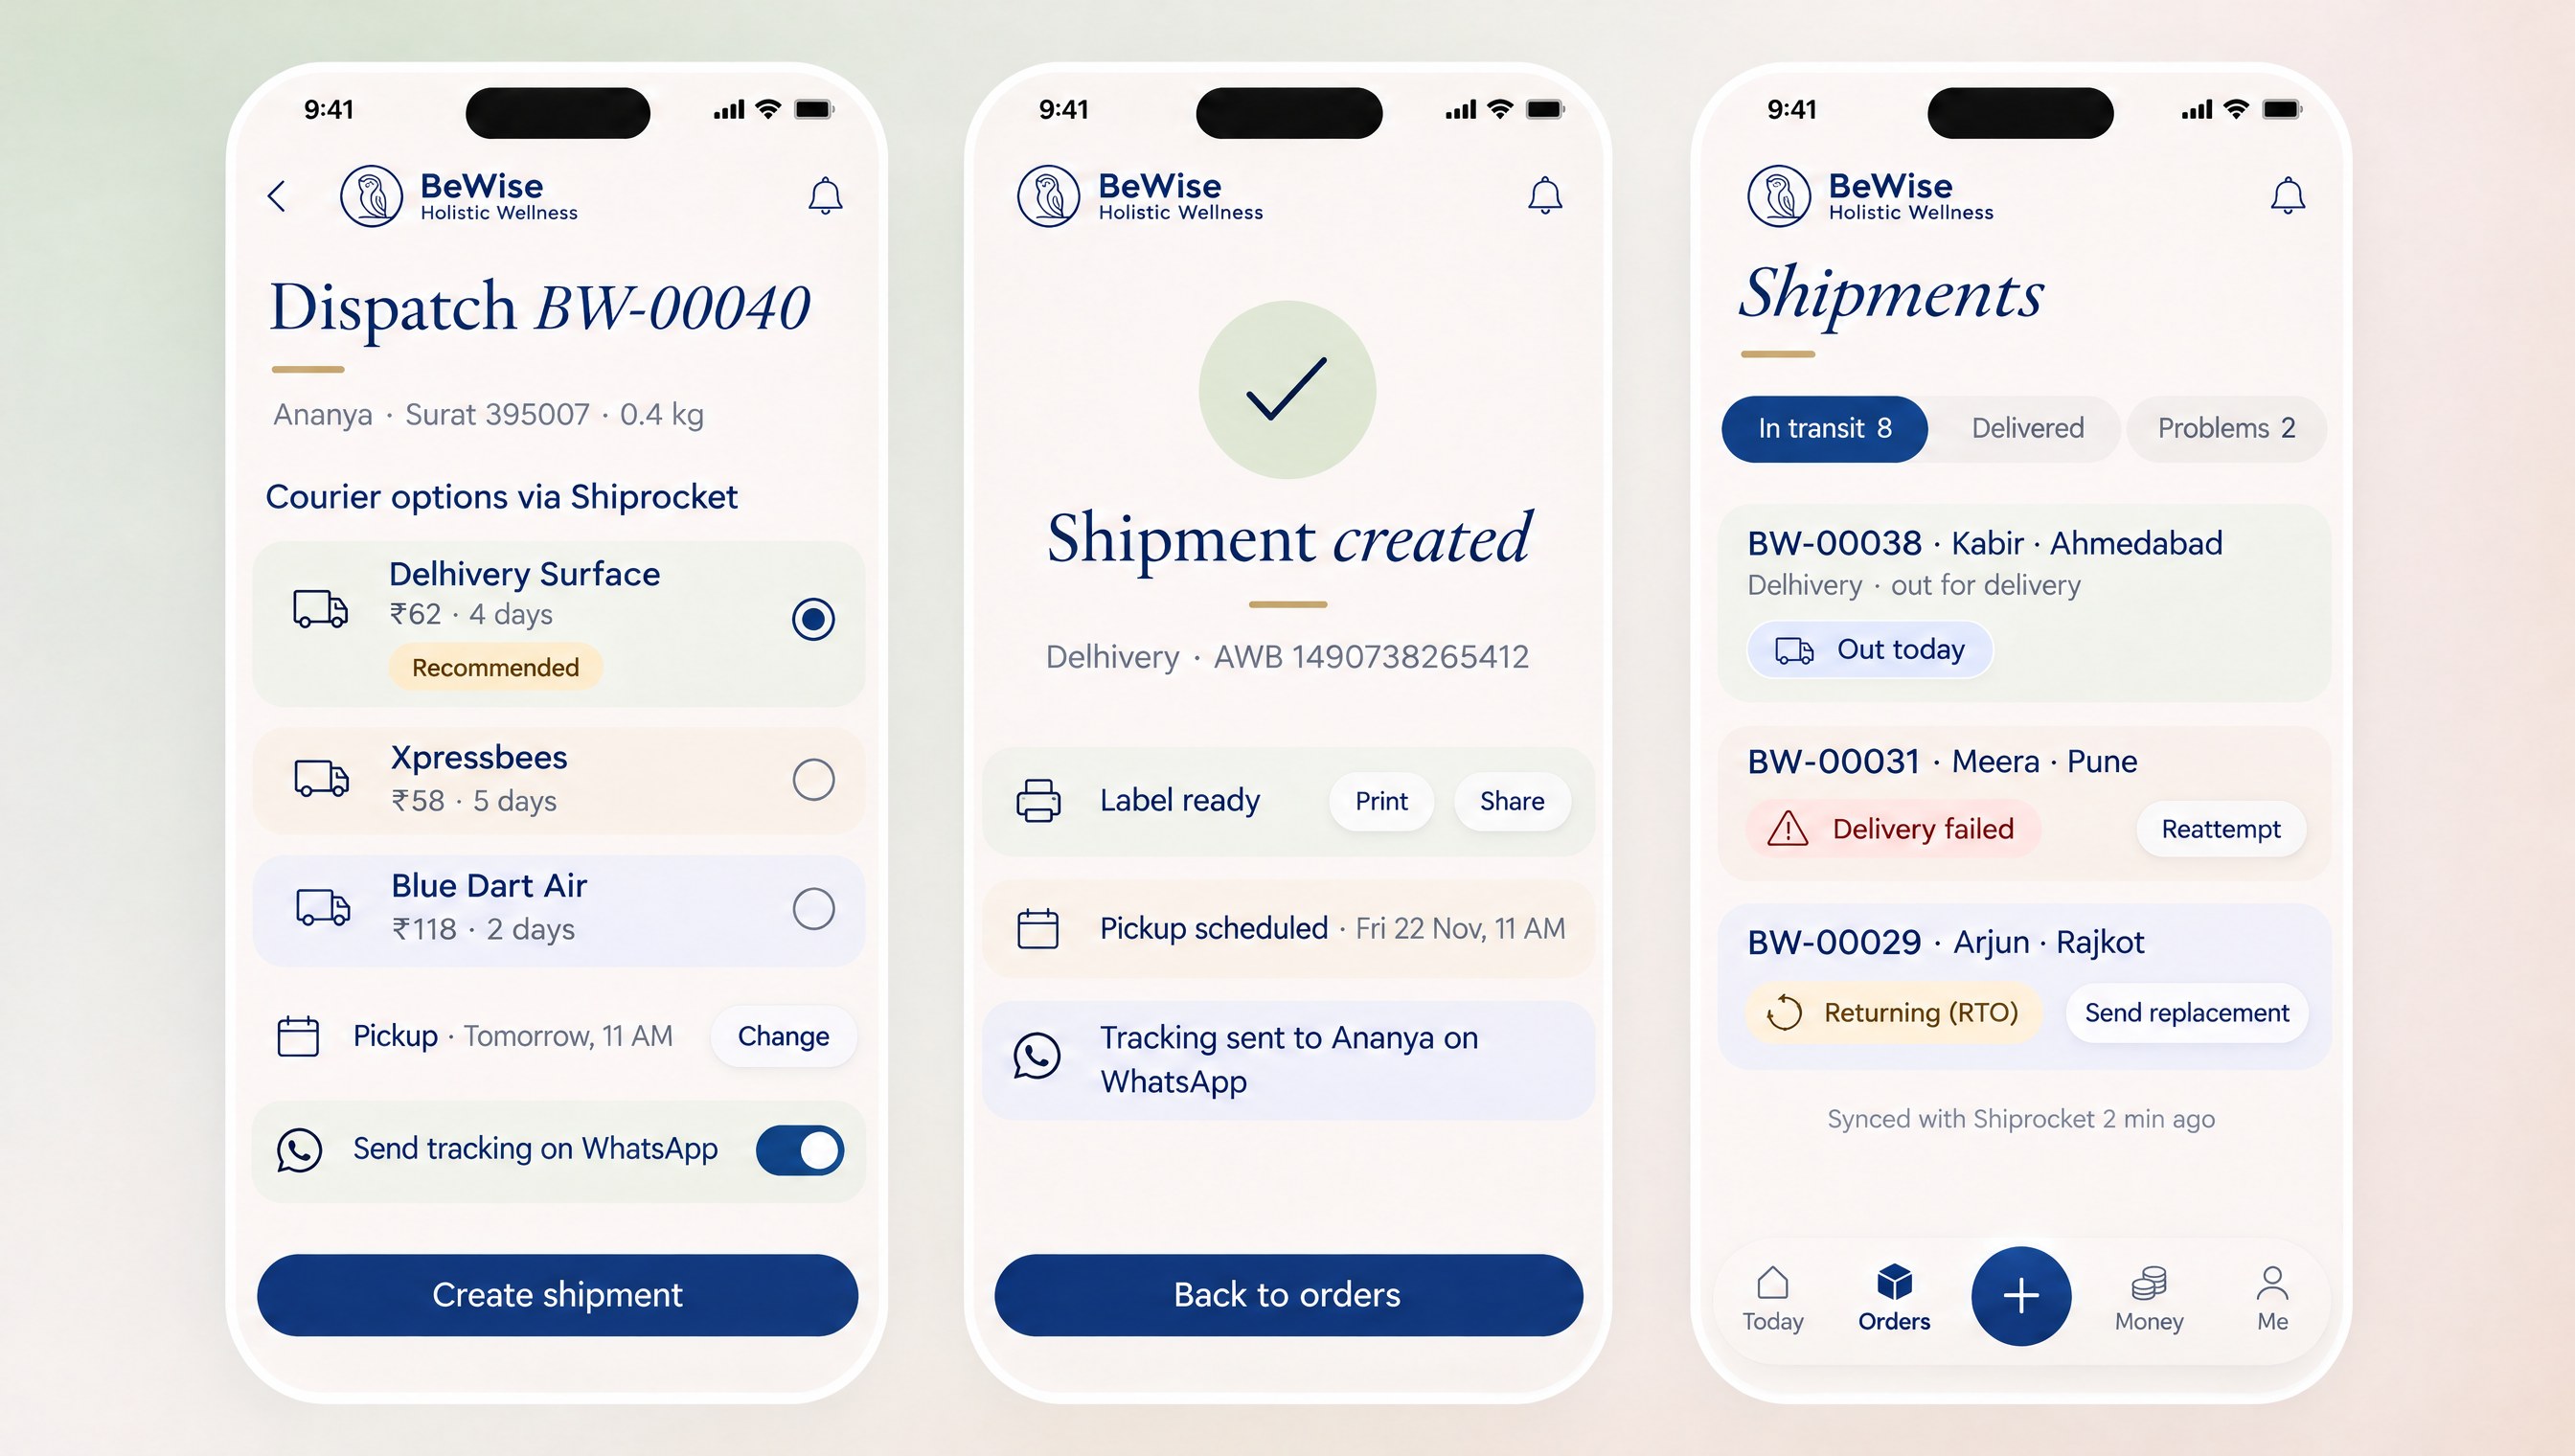 9:41
BeWise
Holistic Wellness
Dispatch BW-00040
Ananya · Surat 395007 · 0.4 kg
Courier options via Shiprocket
Delhivery Surface
₹62 · 4 days
Recommended
Xpressbees
₹58 · 5 days
Blue Dart Air
₹118 · 2 days
Pickup · Tomorrow, 11 AM
Change
Send tracking on WhatsApp
Create shipment
9:41
BeWise
Holistic Wellness
Shipment created
Delhivery · AWB 1490738265412
Label ready
Print
Share
Pickup scheduled · Fri 22 Nov, 11 AM
Tracking sent to Ananya on
WhatsApp
Back to orders
9:41
BeWise
Holistic Wellness
Shipments
In transit 8
Delivered
Problems 2
BW-00038 · Kabir · Ahmedabad
Delhivery · out for delivery
Out today
BW-00031 · Meera · Pune
Delivery failed
Reattempt
BW-00029 · Arjun · Rajkot
Returning (RTO)
Send replacement
Synced with Shiprocket 2 min ago
Today
Orders
Money
Me